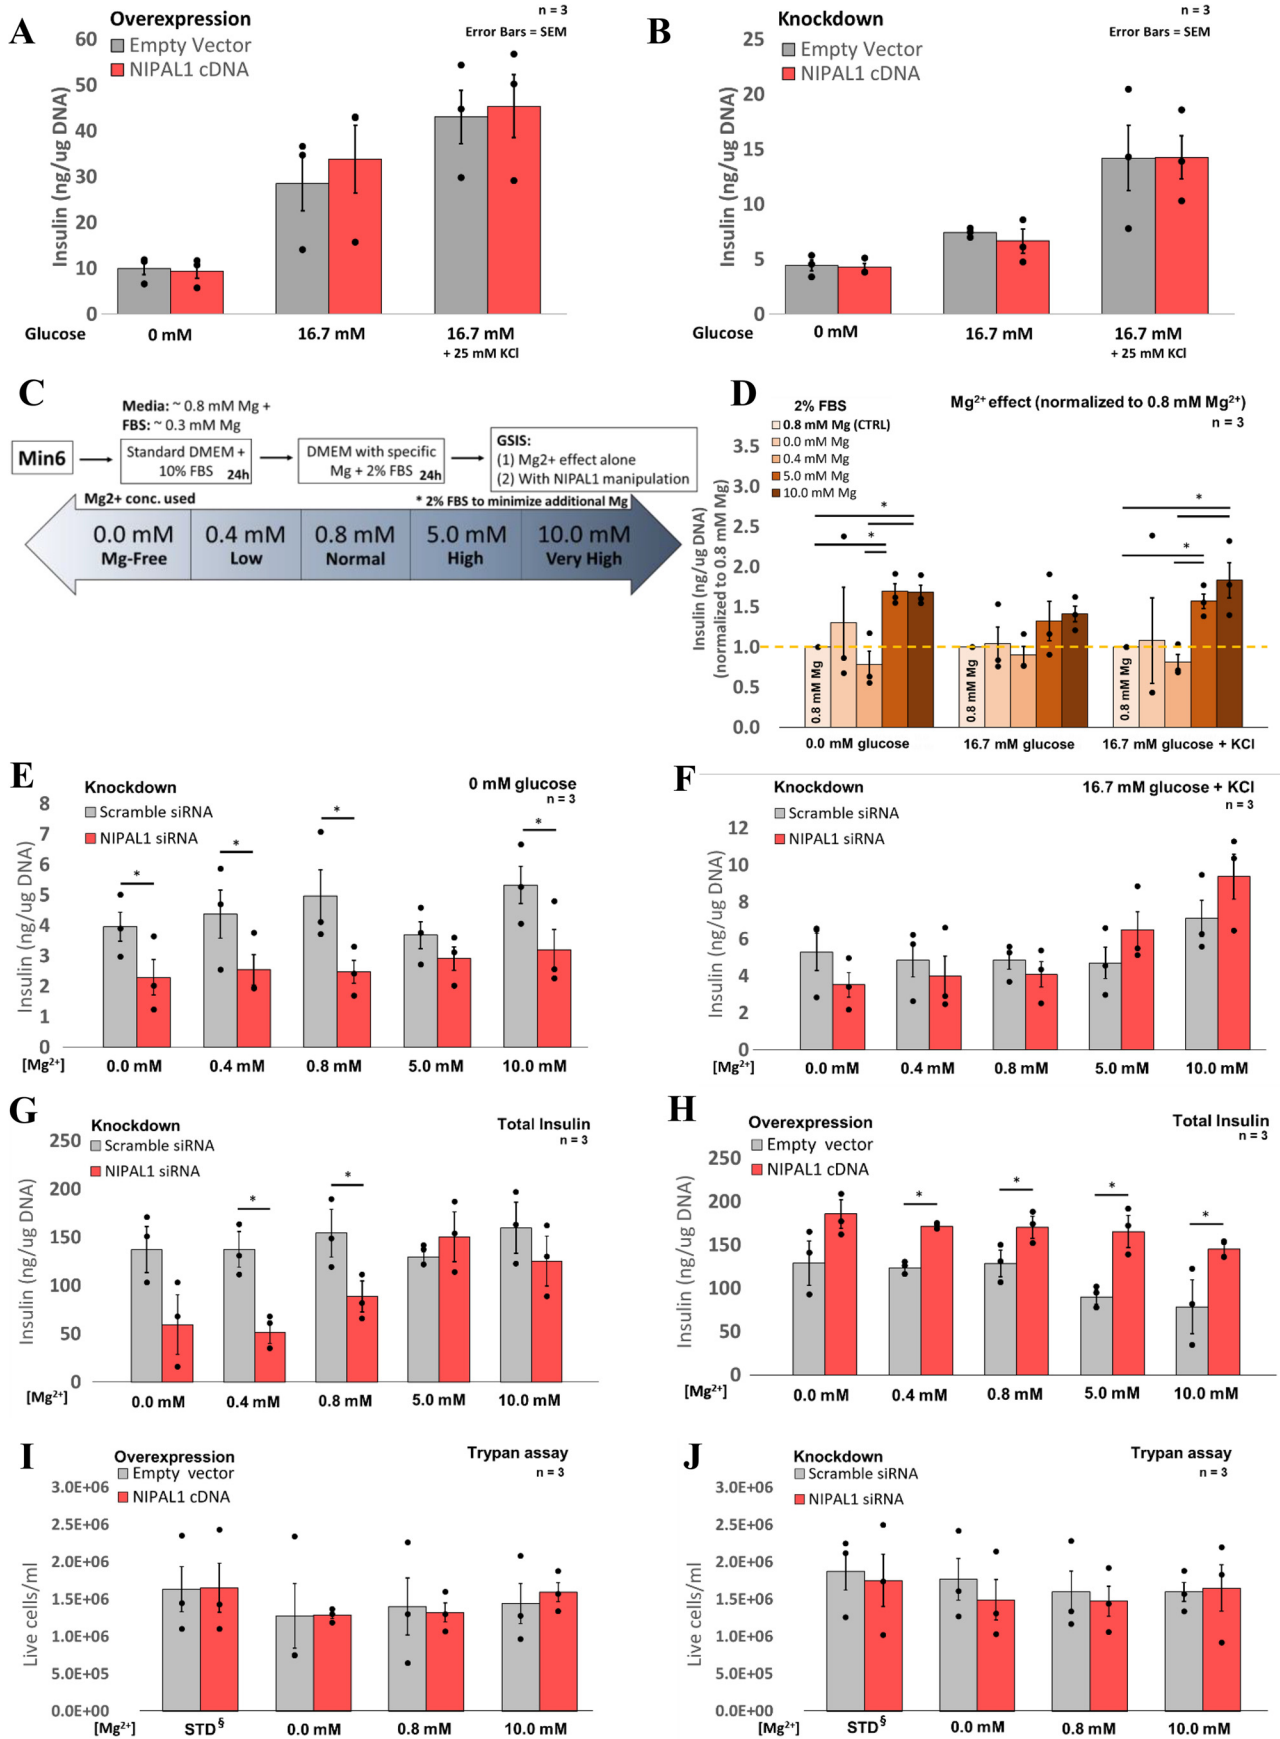 A
Overexpression
Empty Vector
NIPAL1 cDNA
n = 3
Error Bars = SEM
Insulin (ng/ug DNA)
60
50
40
30
20
10
0
Glucose
0 mM
16.7 mM
16.7 mM
+ 25 mM KCl
B
Knockdown
Empty Vector
NIPAL1 cDNA
n = 3
Error Bars = SEM
Insulin (ng/ug DNA)
25
20
15
10
5
0
Glucose
0 mM
16.7 mM
16.7 mM
+ 25 mM KCl
C
Media: ~ 0.8 mM Mg +
FBS: ~ 0.3 mM Mg
Min6
Standard DMEM +
10% FBS 24h
DMEM with specific
Mg + 2% FBS 24h
GSIS:
(1) Mg2+ effect alone
(2) With NIPAL1 manipulation
Mg2+ conc. used
* 2% FBS to minimize additional Mg
0.0 mM
Mg-Free
0.4 mM
Low
0.8 mM
Normal
5.0 mM
High
10.0 mM
Very High
D
2% FBS
Mg²⁺ effect (normalized to 0.8 mM Mg²⁺)
n = 3
0.8 mM Mg (CTRL)
0.0 mM Mg
0.4 mM Mg
5.0 mM Mg
10.0 mM Mg
Insulin (ng/ug DNA)
(normalized to 0.8 mM Mg)
3.5
3.0
2.5
2.0
1.5
1.0
0.5
0.0
*
*
*
*
0.8 mM Mg
0.8 mM Mg
0.8 mM Mg
0.0 mM glucose
16.7 mM glucose
16.7 mM glucose + KCl
E
Knockdown
Scramble siRNA
NIPAL1 siRNA
0 mM glucose
n = 3
Insulin (ng/ug DNA)
8
7
6
5
4
3
2
1
0
*
*
*
*
[Mg²⁺]
0.0 mM
0.4 mM
0.8 mM
5.0 mM
10.0 mM
F
Knockdown
Scramble siRNA
NIPAL1 siRNA
16.7 mM glucose + KCl
n = 3
Insulin (ng/ug DNA)
12
10
8
6
4
2
0
[Mg²⁺]
0.0 mM
0.4 mM
0.8 mM
5.0 mM
10.0 mM
G
Knockdown
Scramble siRNA
NIPAL1 siRNA
Total Insulin
n = 3
Insulin (ng/ug DNA)
250
200
150
100
50
0
*
*
[Mg²⁺]
0.0 mM
0.4 mM
0.8 mM
5.0 mM
10.0 mM
H
Overexpression
Empty vector
NIPAL1 cDNA
Total Insulin
n = 3
Insulin (ng/ug DNA)
250
200
150
100
50
0
*
*
*
*
[Mg²⁺]
0.0 mM
0.4 mM
0.8 mM
5.0 mM
10.0 mM
I
Overexpression
Empty vector
NIPAL1 cDNA
Trypan assay
n = 3
Live cells/ml
3.0E+06
2.5E+06
2.0E+06
1.5E+06
1.0E+06
5.0E+05
0.0E+00
[Mg²⁺]
STD§
0.0 mM
0.8 mM
10.0 mM
J
Knockdown
Scramble siRNA
NIPAL1 siRNA
Trypan assay
n = 3
Live cells/ml
3.0E+06
2.5E+06
2.0E+06
1.5E+06
1.0E+06
5.0E+05
0.0E+00
[Mg²⁺]
STD§
0.0 mM
0.8 mM
10.0 mM